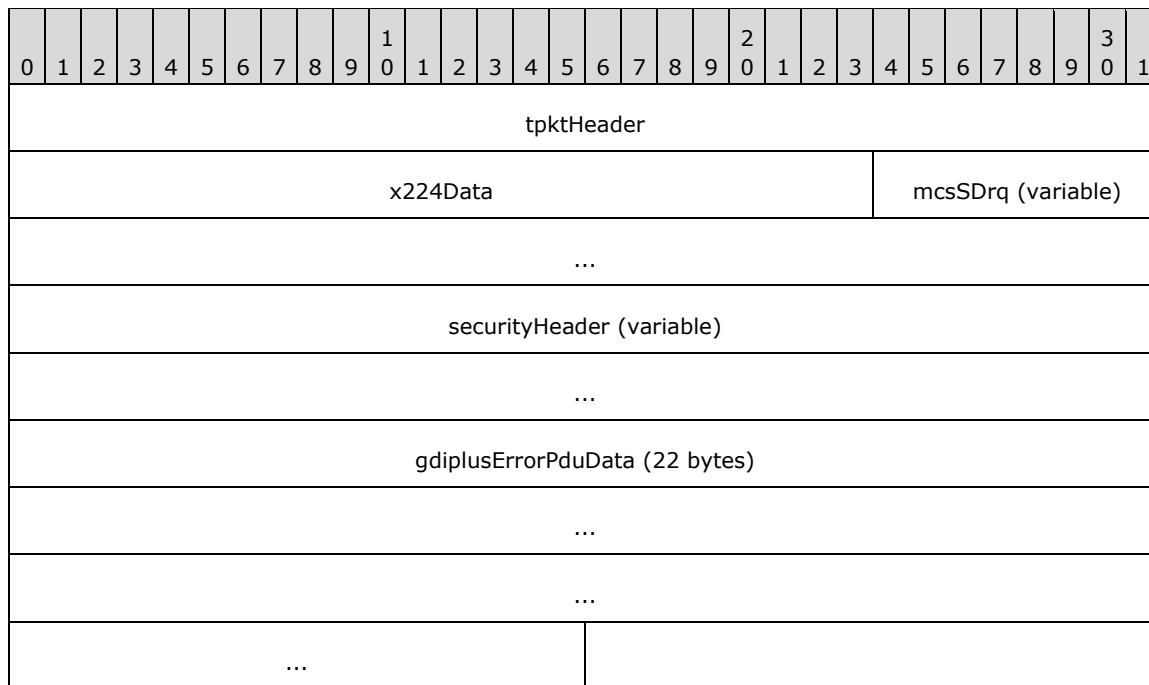 1 2 3
0 1 2 3 4 5 6 7 8 9 0 1 2 3 4 5 6 7 8 9 0 1 2 3 4 5 6 7 8 9 0 1
tpktHeader
x224Data mcsSDrq (variable)
...
securityHeader (variable)
...
gdiplusErrorPduData (22 bytes)
...
...
...